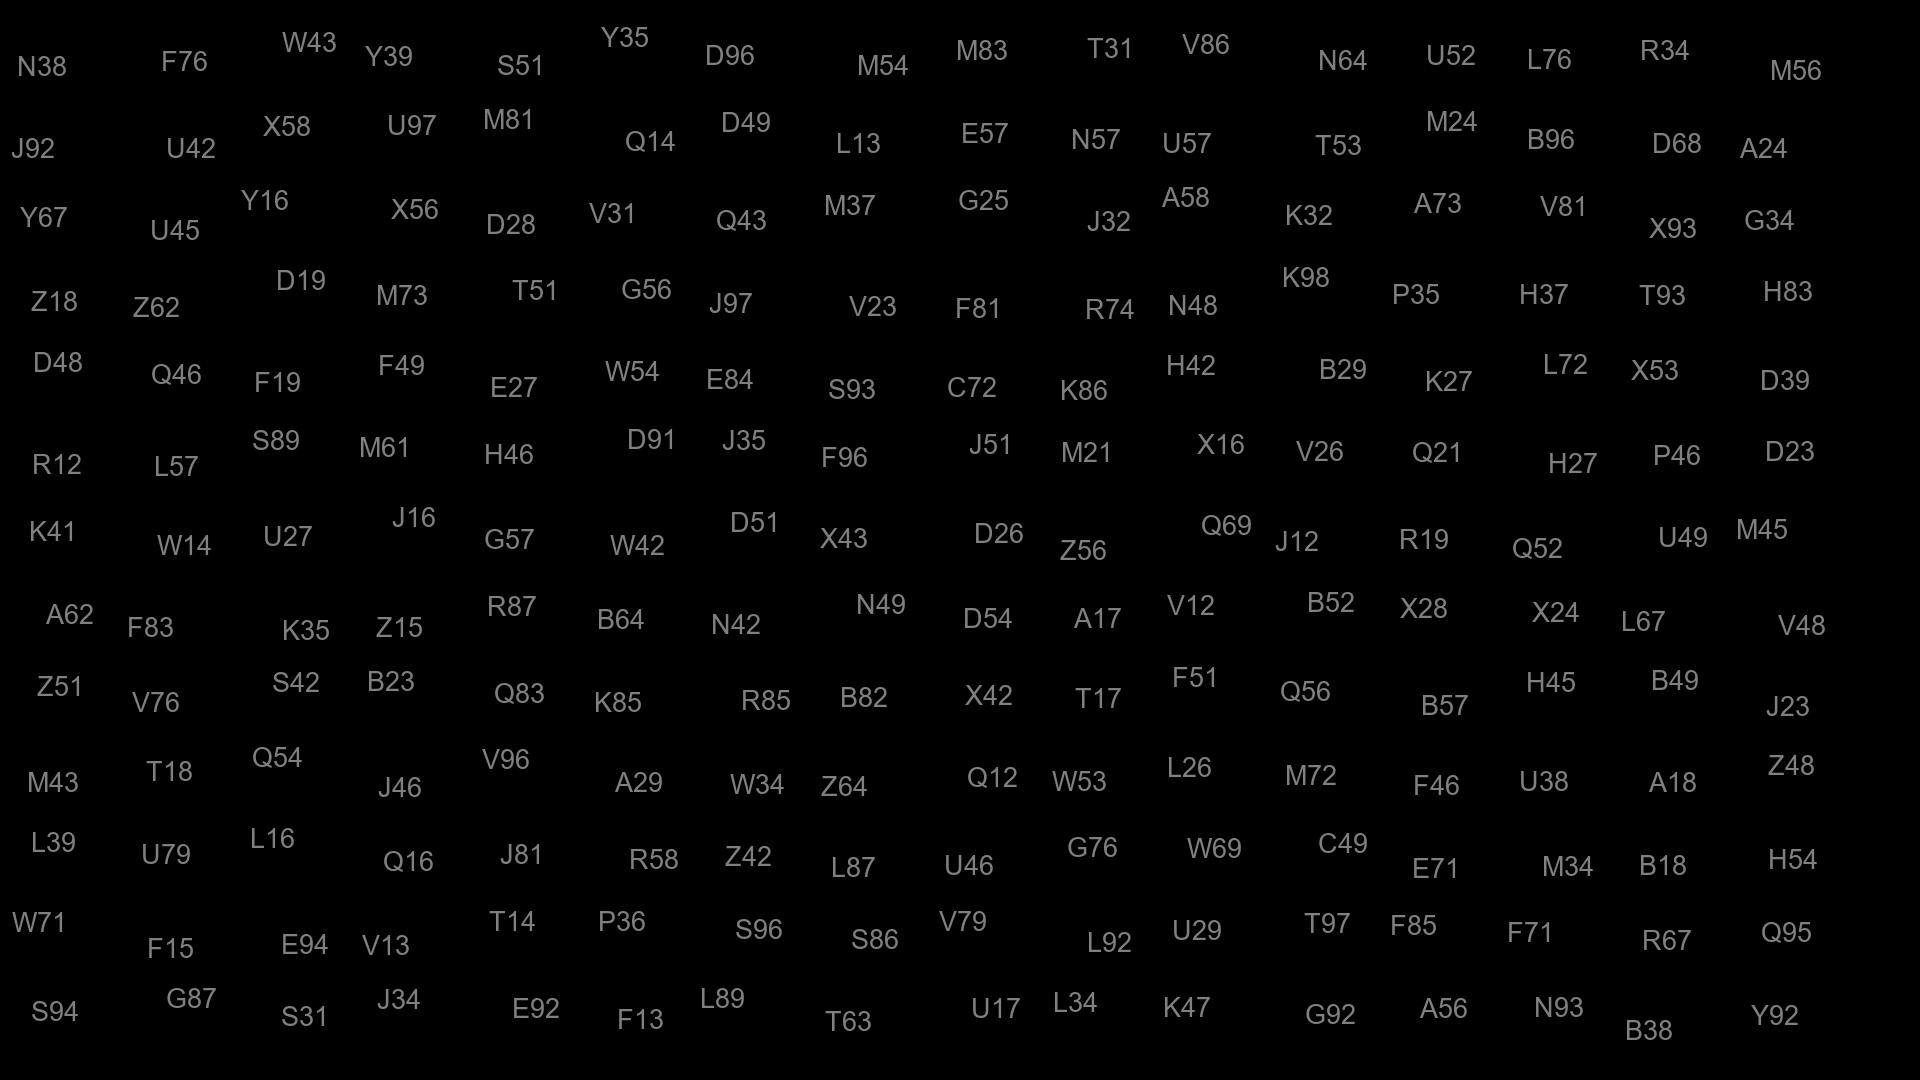 N38 F76 W43 Y39 S51 Y35 D96 M54 M83 T31 V86 N64 U52 L76 R34 M56
J92 U42 X58 U97 M81 Q14 D49 L13 E57 N57 U57 T53 M24 B96 D68 A24
Y67 U45 Y16 X56 D28 V31 Q43 M37 G25 J32 A58 K32 A73 V81 X93 G34
Z18 Z62 D19 M73 T51 G56 J97 V23 F81 R74 N48 K98 P35 H37 T93 H83
D48 Q46 F19 F49 E27 W54 E84 S93 C72 K86 H42 B29 K27 L72 X53 D39
R12 L57 S89 M61 H46 D91 J35 F96 J51 M21 X16 V26 Q21 H27 P46 D23
K41 W14 U27 J16 G57 W42 D51 X43 D26 Z56 Q69 J12 R19 Q52 U49 M45
A62 F83 K35 Z15 R87 B64 N42 N49 D54 A17 V12 B52 X28 X24 L67 V48
Z51 V76 S42 B23 Q83 K85 R85 B82 X42 T17 F51 Q56 B57 H45 B49 J23
M43 T18 Q54 J46 V96 A29 W34 Z64 Q12 W53 L26 M72 F46 U38 A18 Z48
L39 U79 L16 Q16 J81 R58 Z42 L87 U46 G76 W69 C49 E71 M34 B18 H54
W71 F15 E94 V13 T14 P36 S96 S86 V79 L92 U29 T97 F85 F71 R67 Q95
S94 G87 S31 J34 E92 F13 L89 T63 U17 L34 K47 G92 A56 N93 B38 Y92